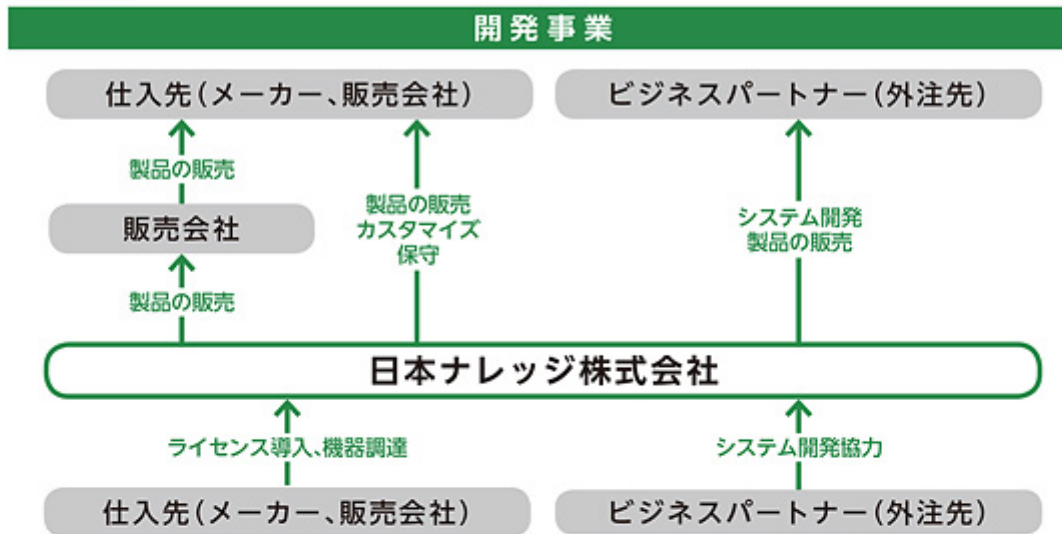 開発事業
仕入先(メーカー、販売会社)
ビジネスパートナー(外注先)
製品の販売
販売会社
製品の販売
製品の販売
カスタマイズ
保守
システム開発
製品の販売
日本ナレッジ株式会社
ライセンス導入、機器調達
システム開発協力
仕入先(メーカー、販売会社)
ビジネスパートナー(外注先)